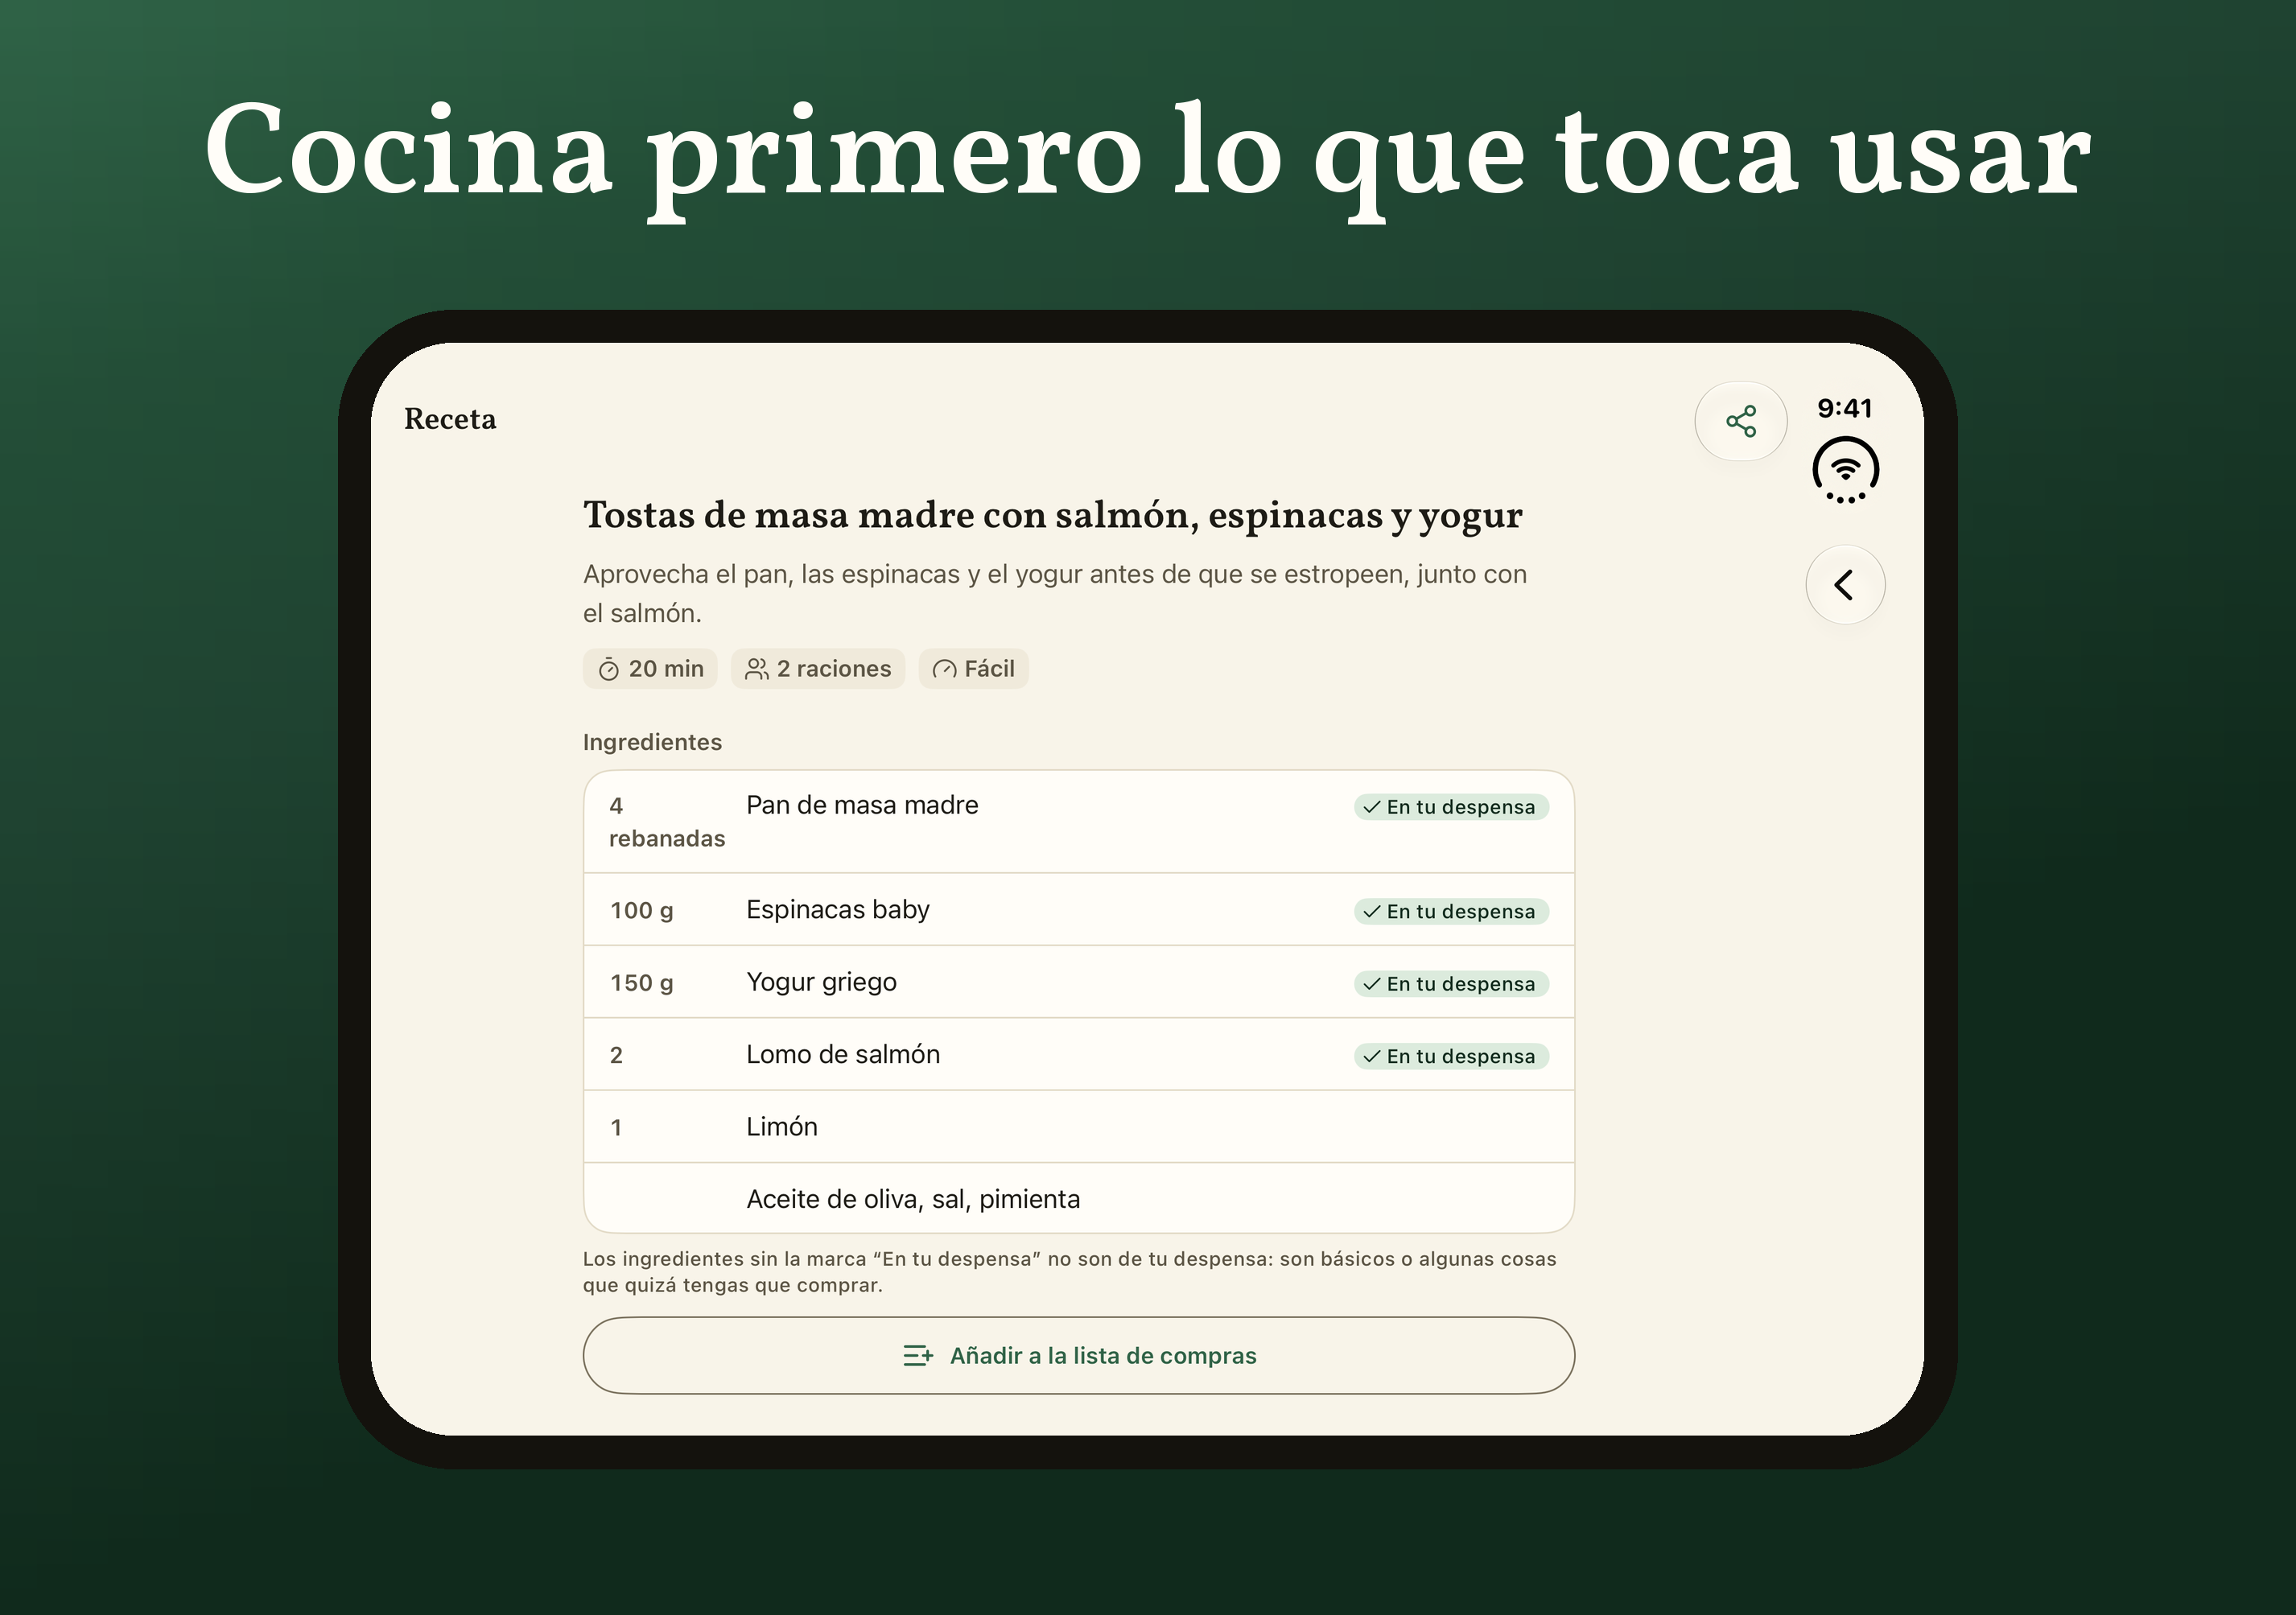 Cocina primero lo que toca usar
Receta
9:41
Tostas de masa madre con salmón, espinacas y yogur
Aprovecha el pan, las espinacas y el yogur antes de que se estropeen, junto con
el salmón.
20 min
2 raciones
Fácil
Ingredientes
4
rebanadas
Pan de masa madre
En tu despensa
100 g
Espinacas baby
En tu despensa
150 g
Yogur griego
En tu despensa
2
Lomo de salmón
En tu despensa
1
Limón
Aceite de oliva, sal, pimienta
Los ingredientes sin la marca “En tu despensa” no son de tu despensa: son básicos o algunas cosas
que quizá tengas que comprar.
Añadir a la lista de compras